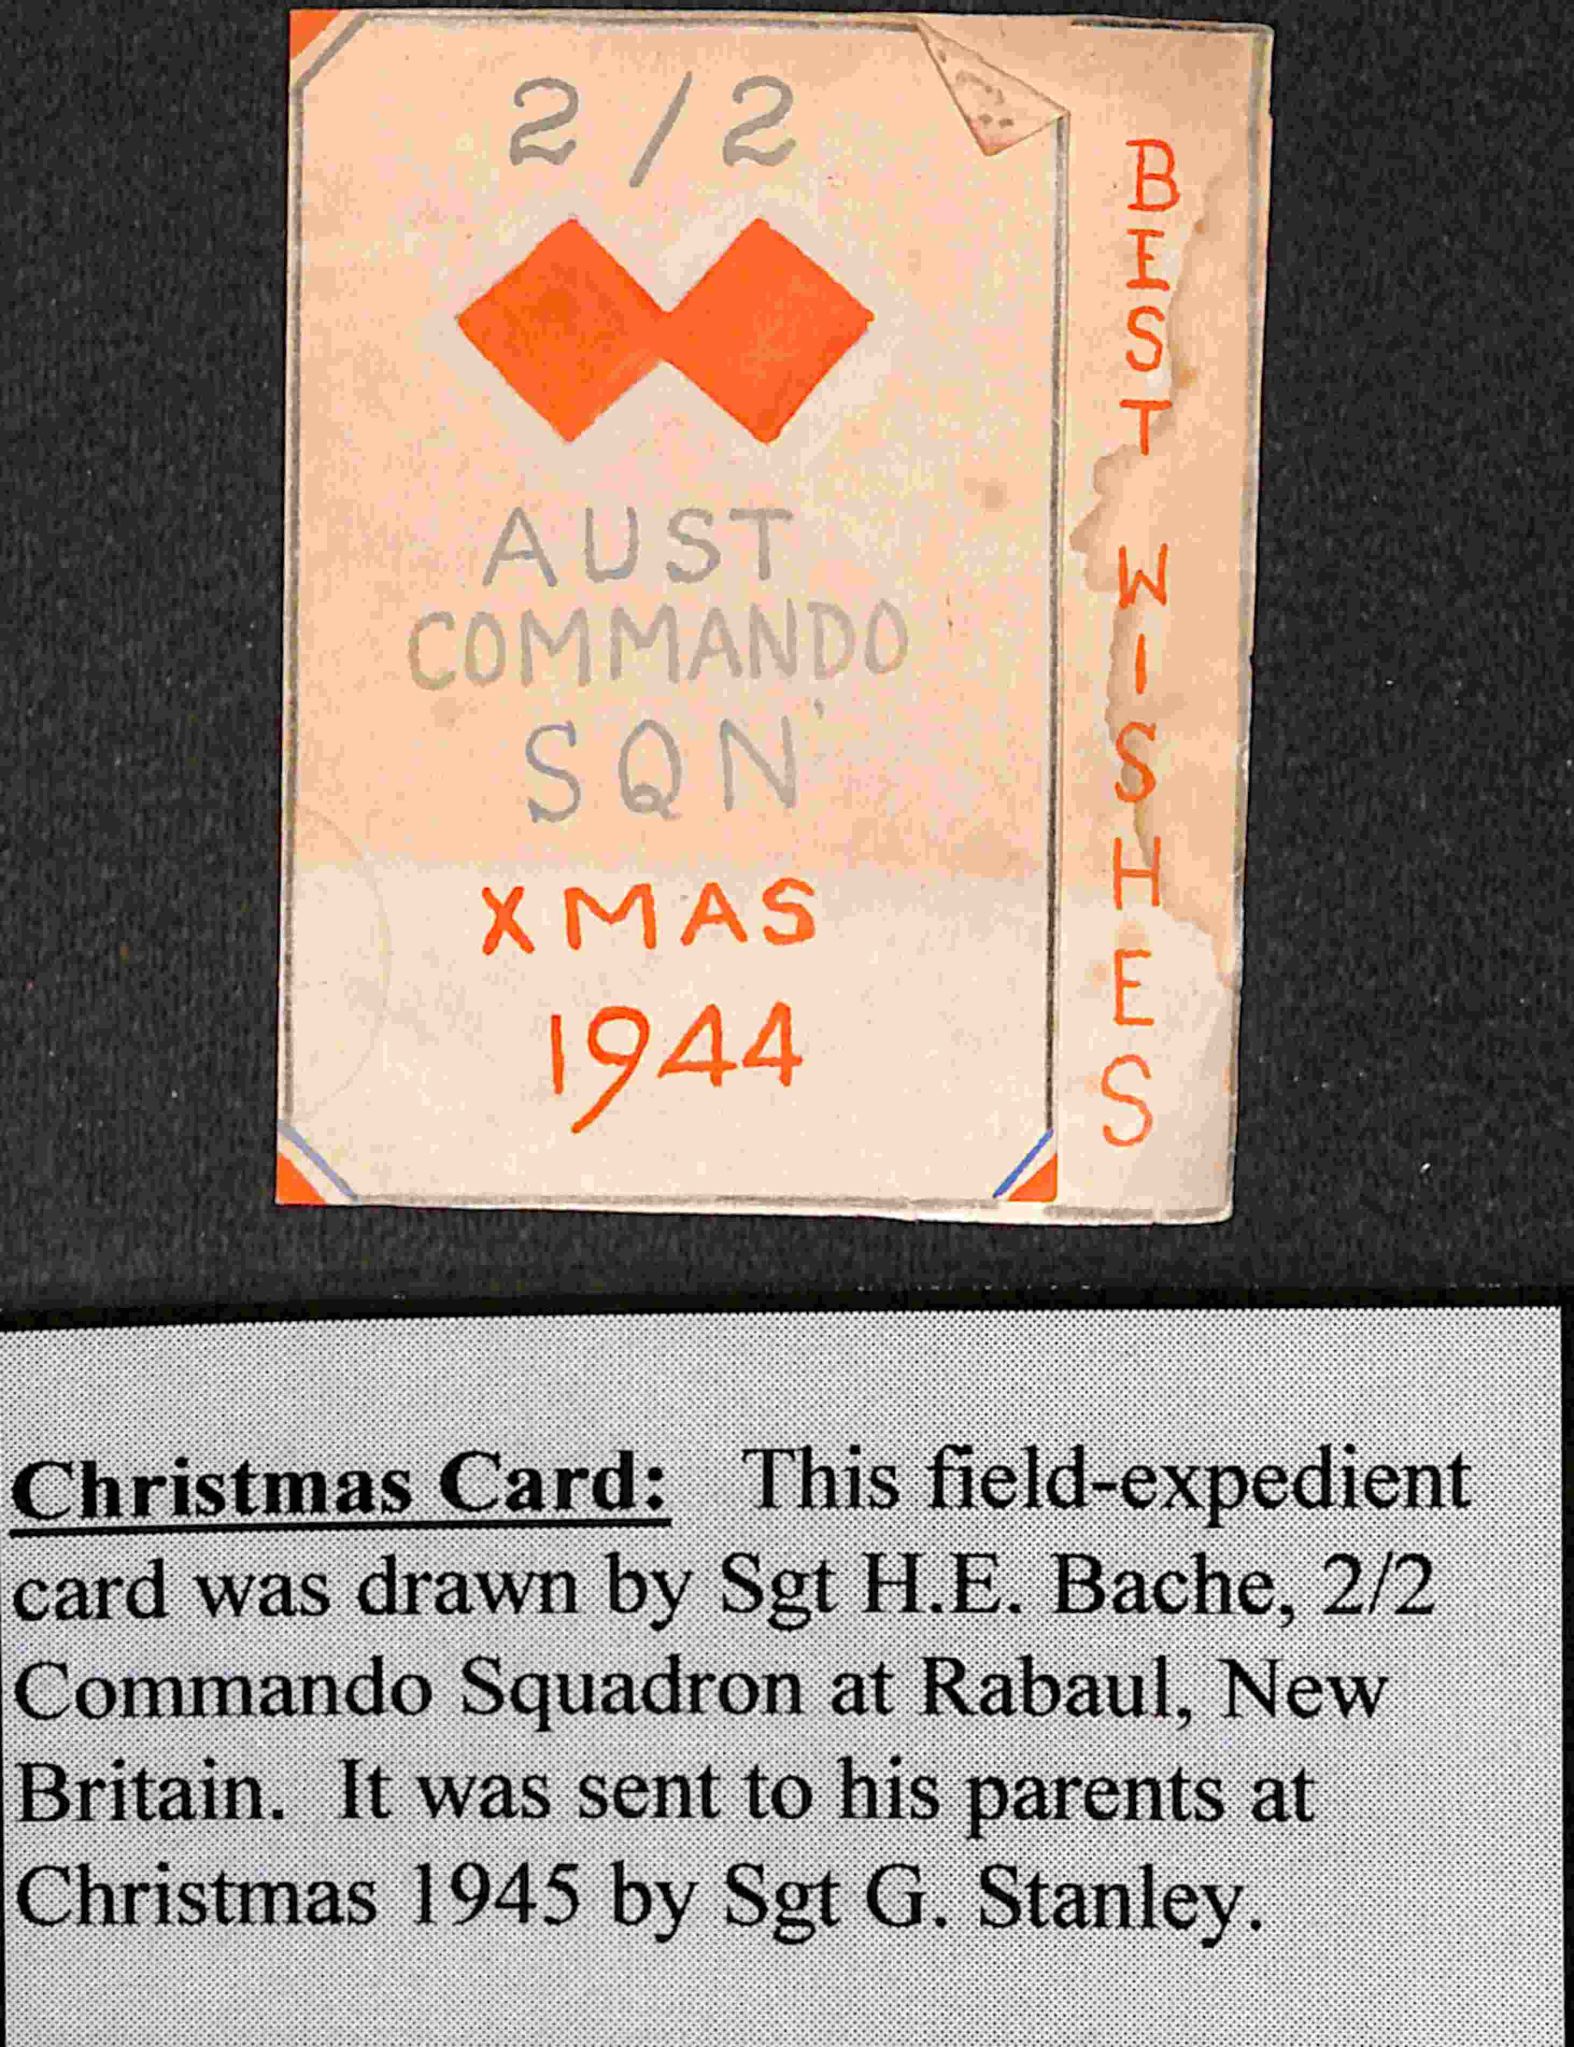 2/2
AUST
COMMANDO
SQN'
XMAS
1944
BEST WISHES
Christmas Card: This field-expedient
card was drawn by Sgt H.E. Bache, 2/2
Commando Squadron at Rabaul, New
Britain. It was sent to his parents at
Christmas 1945 by Sgt G. Stanley.